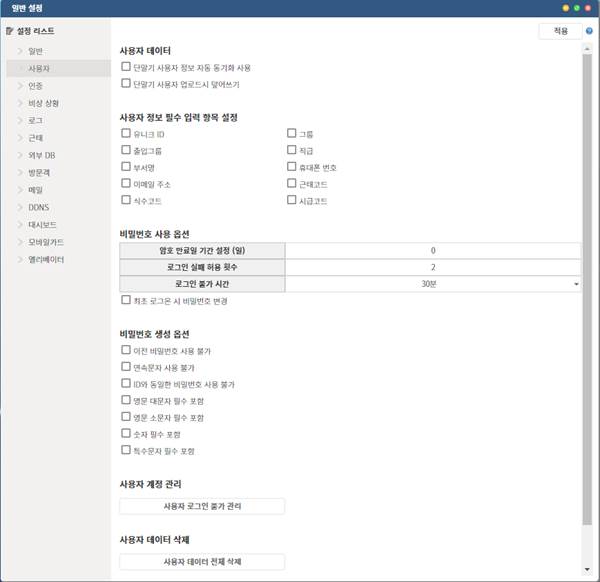 일반 설정
설정 리스트
적용
일반
사용자
인증
비상 상황
로그
근태
외부 DB
방문객
메일
DDNS
대시보드
모바일카드
엘리베이터
사용자 데이터
단말기 사용자 정보 자동 동기화 사용
단말기 사용자 업로드시 덮어쓰기
사용자 정보 필수 입력 항목 설정
유니크 ID
그룹
출입그룹
직급
부서명
휴대폰 번호
이메일 주소
근태코드
식수코드
시급코드
비밀번호 사용 옵션
암호 만료일 기간 설정 (일) 0
로그인 실패 허용 횟수 2
로그인 불가 시간 30분
최초 로그온 시 비밀번호 변경
비밀번호 생성 옵션
이전 비밀번호 사용 불가
연속문자 사용 불가
ID와 동일한 비밀번호 사용 불가
영문 대문자 필수 포함
영문 소문자 필수 포함
숫자 필수 포함
특수문자 필수 포함
사용자 계정 관리
사용자 로그인 불가 관리
사용자 데이터 삭제
사용자 데이터 전체 삭제